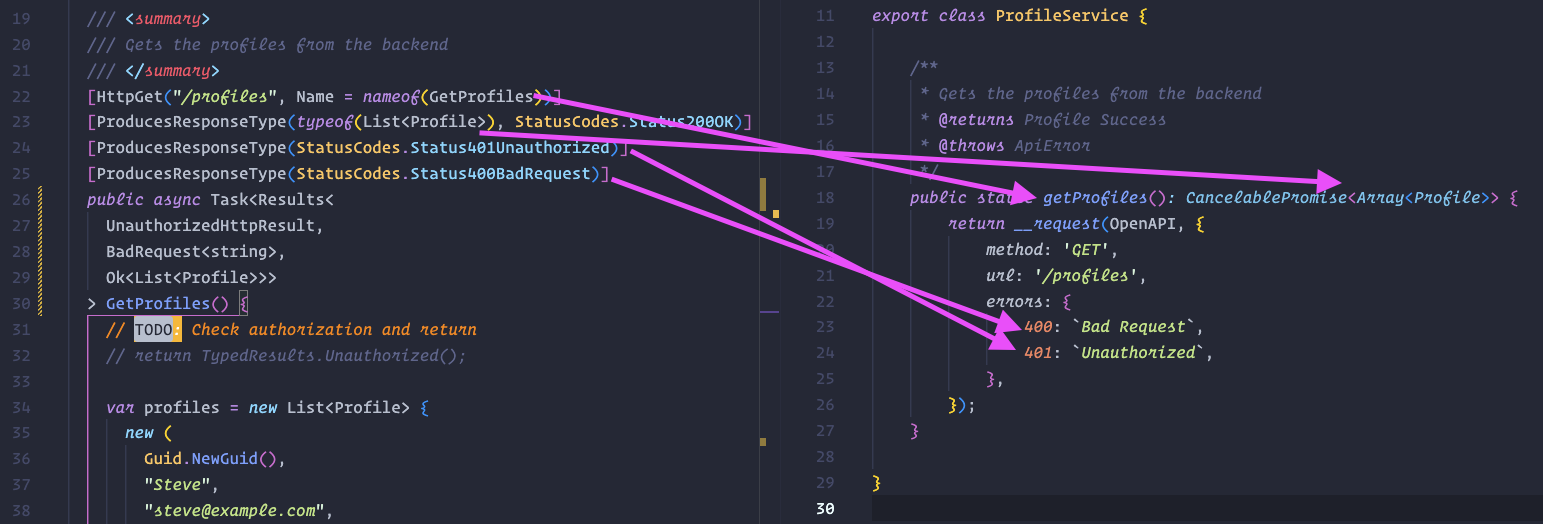 19 /// <summary>
20 /// Gets the profiles from the backend
21 /// </summary>
22 [HttpGet("/profiles", Name = nameof(GetProfiles))]
23 [ProducesResponseType(typeof(List<Profile>), StatusCodes.Status200OK)]
24 [ProducesResponseType(StatusCodes.Status401Unauthorized)]
25 [ProducesResponseType(StatusCodes.Status400BadRequest)]
26 public async Task<Results<
27 UnauthorizedHttpResult,
28 BadRequest<string>,
29 Ok<List<Profile>>>
30 > GetProfiles() {
31 // TODO: Check authorization and return
32 // return TypedResults.Unauthorized();
33
34 var profiles = new List<Profile> {
35 new (
36 Guid.NewGuid(),
37 "Steve",
38 "steve@example.com",
11 export class ProfileService {
12
13 /**
14 * Gets the profiles from the backend
15 * @returns Profile Success
16 * @throws ApiError
17 */
18 public static getProfiles(): CancelablePromise<Array<Profile>> {
19 return __request(OpenAPI, {
20 method: 'GET',
21 url: '/profiles',
22 errors: {
23 400: `Bad Request`,
24 401: `Unauthorized`,
25 },
26 });
27 }
28
29 }
30